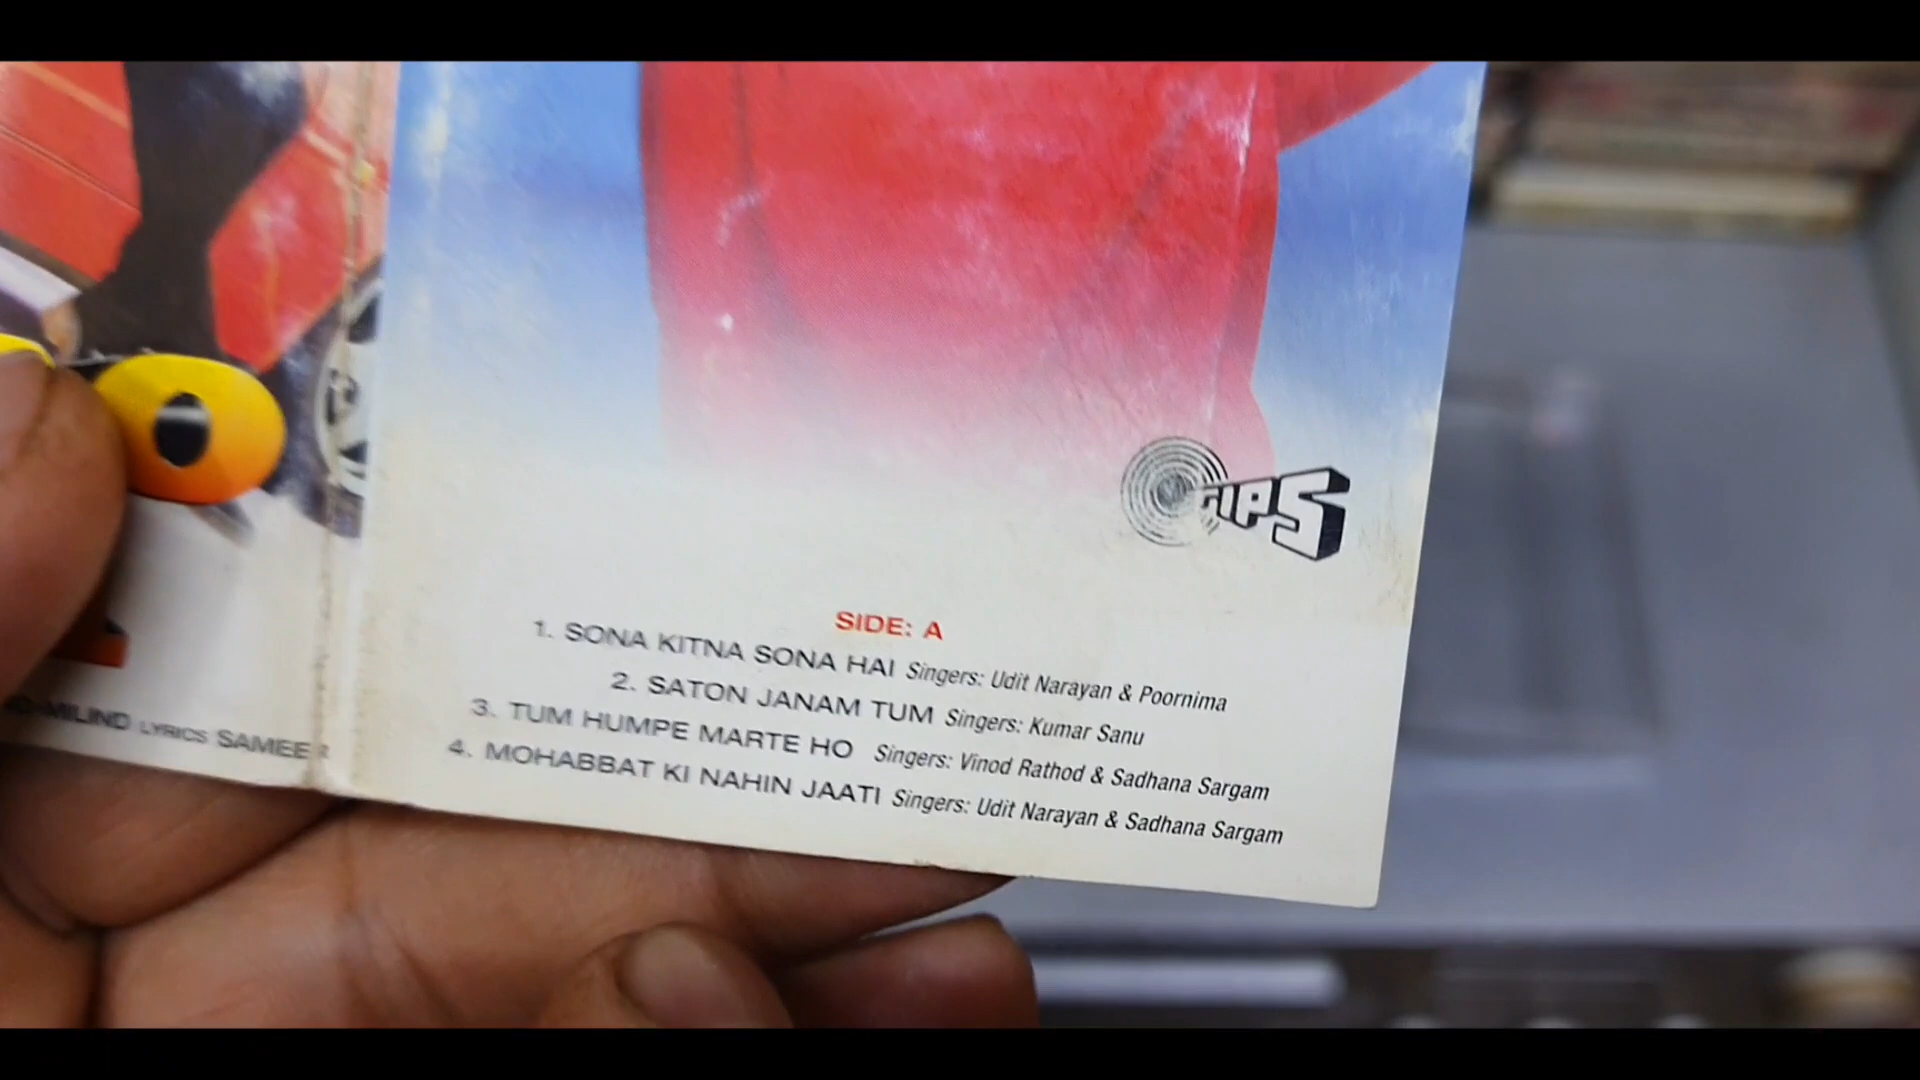 TIPS
SIDE: A
1. SONA KITNA SONA HAI Singers: Udit Narayan & Poornima
2. SATON JANAM TUM Singers: Kumar Sanu
3. TUM HUMPE MARTE HO Singers: Vinod Rathod & Sadhana Sargam
4. MOHABBAT KI NAHIN JAATI Singers: Udit Narayan & Sadhana Sargam
MILIND LYRICS SAMEER